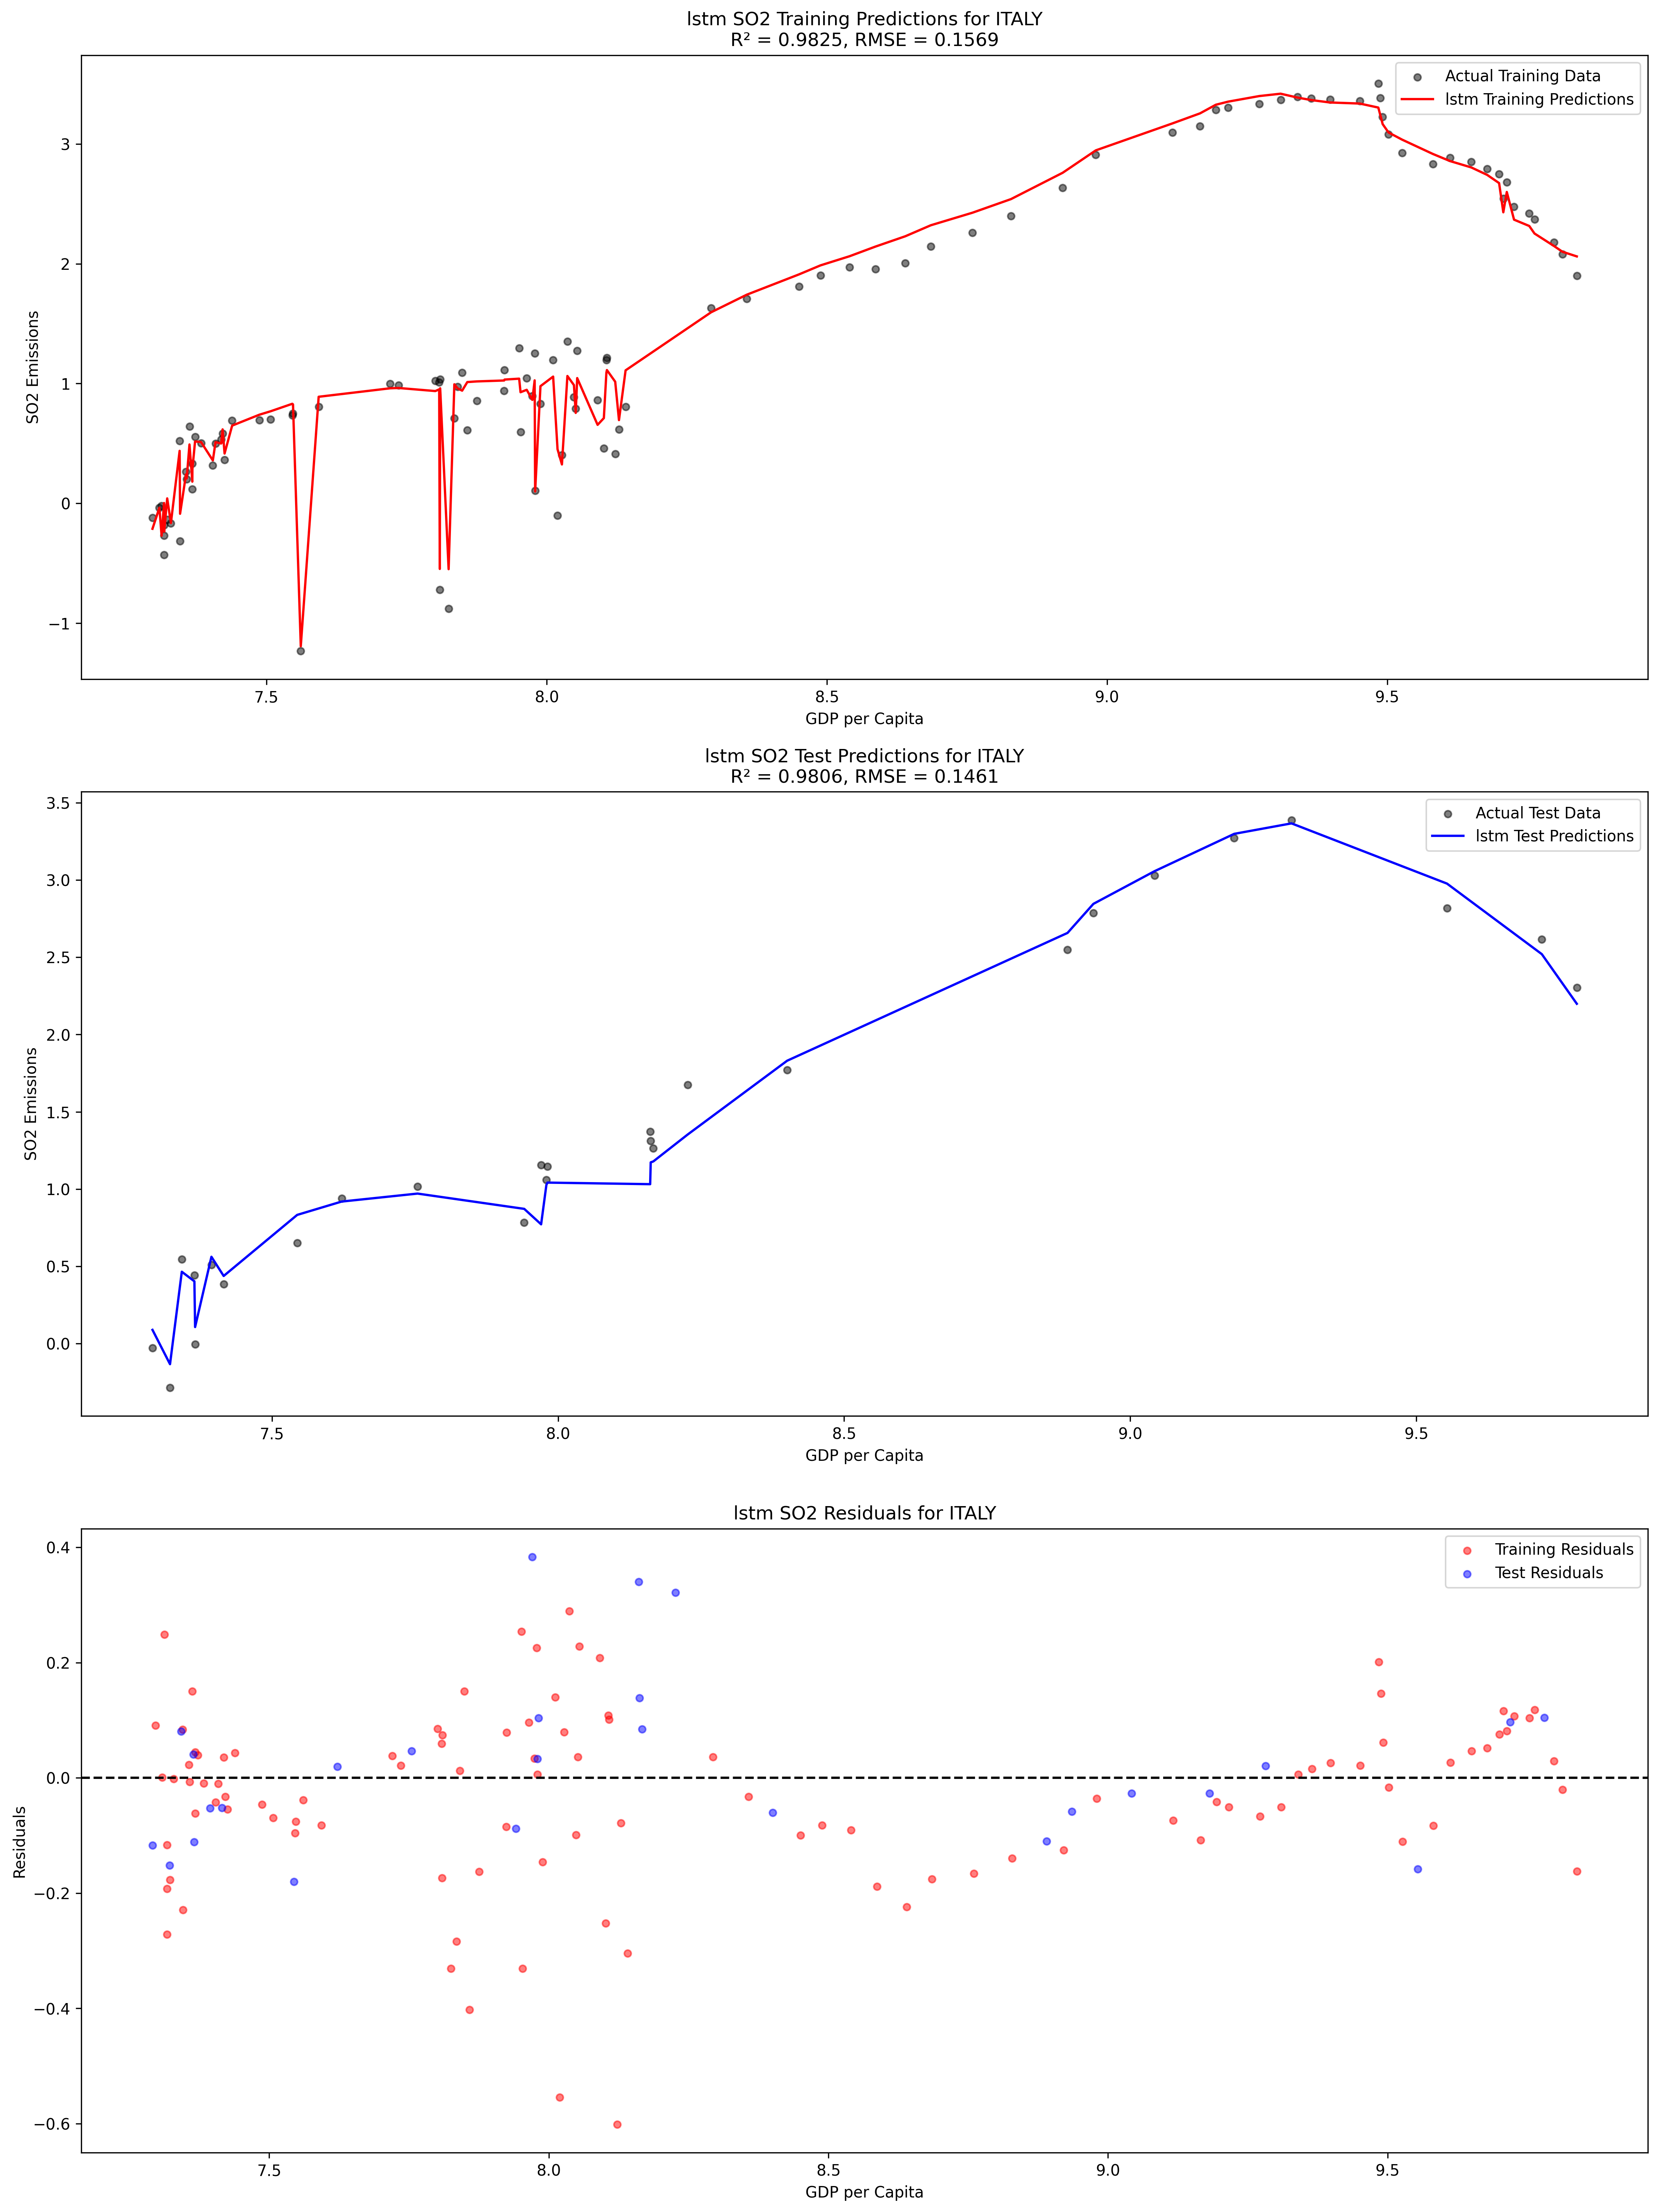 lstm SO2 Training Predictions for ITALY
R² = 0.9825, RMSE = 0.1569
Actual Training Data
lstm Training Predictions
SO2 Emissions
3
2
1
0
−1
7.5
8.0
8.5
9.0
9.5
GDP per Capita
lstm SO2 Test Predictions for ITALY
R² = 0.9806, RMSE = 0.1461
Actual Test Data
lstm Test Predictions
SO2 Emissions
3.5
3.0
2.5
2.0
1.5
1.0
0.5
0.0
7.5
8.0
8.5
9.0
9.5
GDP per Capita
lstm SO2 Residuals for ITALY
Training Residuals
Test Residuals
Residuals
0.4
0.2
0.0
−0.2
−0.4
−0.6
7.5
8.0
8.5
9.0
9.5
GDP per Capita